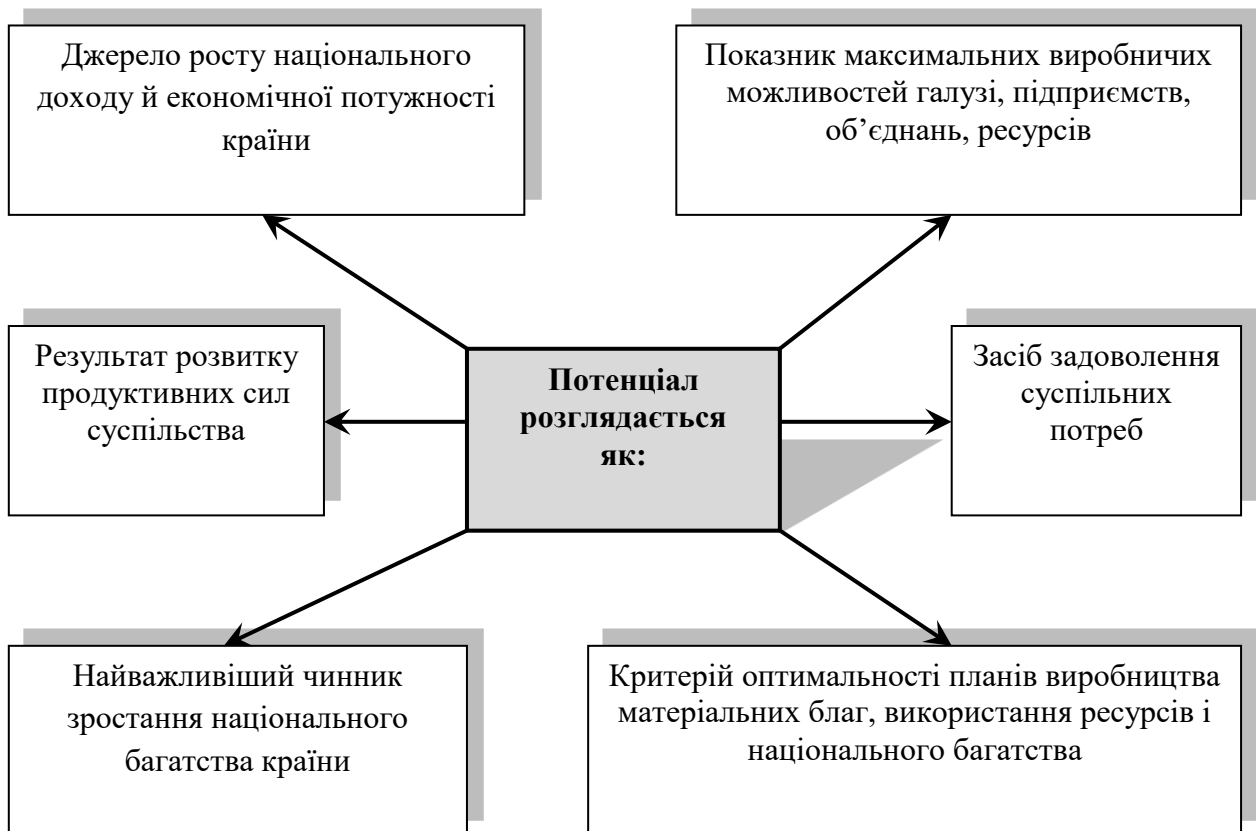 Джерело росту національного
доходу й економічної потужності
країни
Показник максимальних виробничих
можливостей галузі, підприємств,
об’єднань, ресурсів
Результат розвитку
продуктивних сил
суспільства
Потенціал
розглядається
як:
Засіб задоволення
суспільних
потреб
Найважливіший чинник
зростання національного
багатства країни
Критерій оптимальності планів виробництва
матеріальних благ, використання ресурсів і
національного багатства